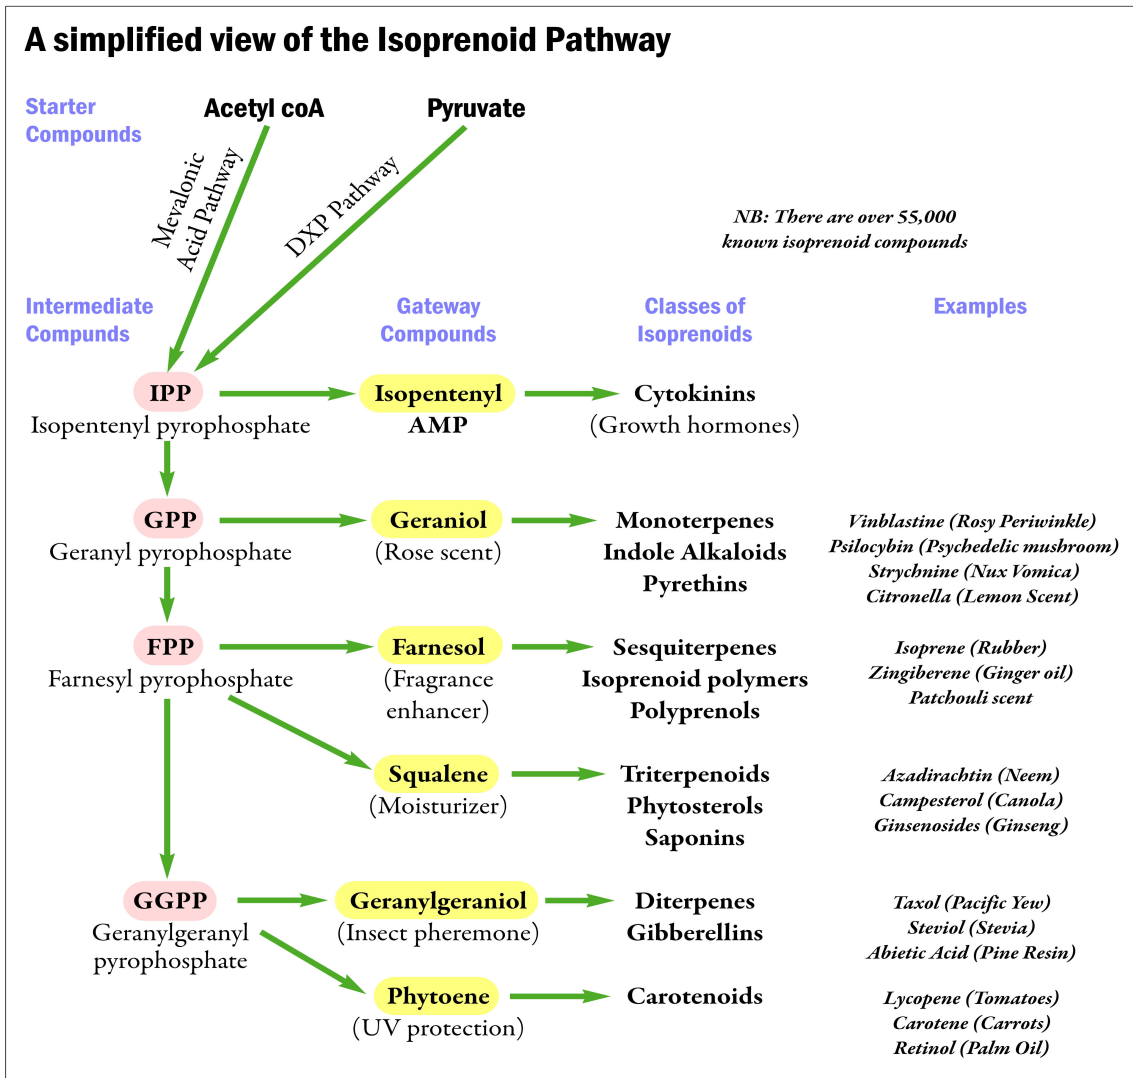 A simplified view of the Isoprenoid Pathway
Starter
Compounds
Acetyl coA
Pyruvate
Mevalonic
Acid Pathway
DXP Pathway
NB: There are over 55,000
known isoprenoid compounds
Intermediate
Compunds
Gateway
Compounds
Classes of
Isoprenoids
Examples
IPP
Isopentenyl pyrophosphate
Isopentenyl
AMP
Cytokinins
(Growth hormones)
GPP
Geranyl pyrophosphate
Geraniol
(Rose scent)
Monoterpenes
Indole Alkaloids
Pyrethins
Vinblastine (Rosy Periwinkle)
Psilocybin (Psychedelic mushroom)
Strychnine (Nux Vomica)
Citronella (Lemon Scent)
FPP
Farnesyl pyrophosphate
Farnesol
(Fragrance
enhancer)
Sesquiterpenes
Isoprenoid polymers
Polyprenols
Isoprene (Rubber)
Zingiberene (Ginger oil)
Patchouli scent
Squalene
(Moisturizer)
Triterpenoids
Phytosterols
Saponins
Azadirachtin (Neem)
Campesterol (Canola)
Ginsenosides (Ginseng)
GGPP
Geranylgeranyl
pyrophosphate
Geranylgeraniol
(Insect pheremone)
Diterpenes
Gibberellins
Taxol (Pacific Yew)
Steviol (Stevia)
Abietic Acid (Pine Resin)
Phytoene
(UV protection)
Carotenoids
Lycopene (Tomatoes)
Carotene (Carrots)
Retinol (Palm Oil)